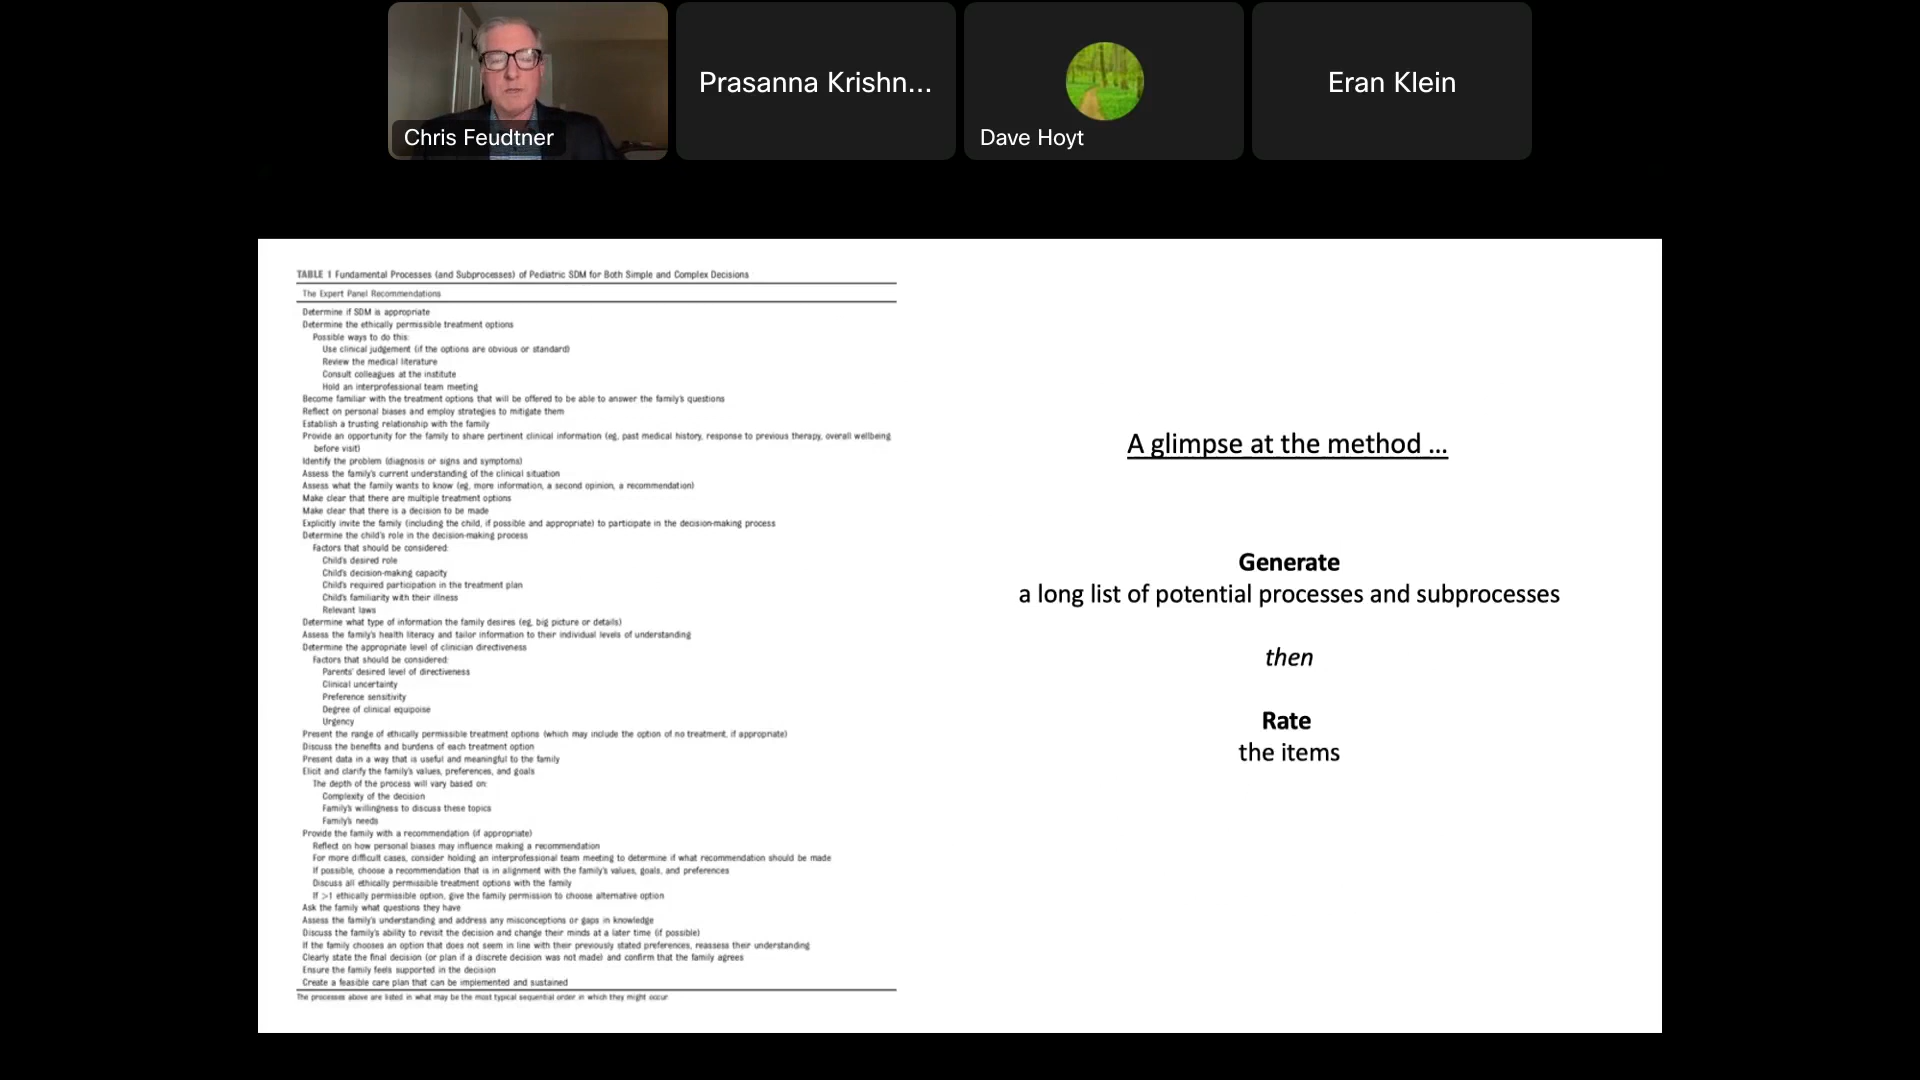 Chris Feudtner
Prasanna Krishn...
Dave Hoyt
Eran Klein
TABLE 1 Fundamental Processes (and Subprocesses) of Pediatric SDM for Both Simple and Complex Decisions
The Expert Panel Recommendations
Determine if SDM is appropriate
Determine the ethically permissible treatment options
Possible ways to do this:
Use clinical judgement (if the options are obvious or standard)
Review the medical literature
Consult colleagues at the institute
Hold an interprofessional team meeting
Become familiar with the treatment options that will be offered to be able to answer the family's questions
Reflect on personal biases and employ strategies to mitigate them
Establish a trusting relationship with the family
Provide an opportunity for the family to share pertinent clinical information (eg, past medical history, response to previous therapy, overall wellbeing
before visit)
Identify the problem (diagnosis or signs and symptoms)
Assess the family's current understanding of the clinical situation
Assess what the family wants to know (eg, more information, a second opinion, a recommendation)
Make clear that there are multiple treatment options
Make clear that there is a decision to be made
Explicitly invite the family (including the child, if possible and appropriate) to participate in the decision-making process
Determine the child's role in the decision-making process
Factors that should be considered:
Child's desired role
Child's decision-making capacity
Child's required participation in the treatment plan
Child's familiarity with their illness
Relevant laws
Determine what type of information the family desires (eg, big picture or details)
Assess the family's health literacy and tailor information to their individual levels of understanding
Determine the appropriate level of clinician directiveness
Factors that should be considered:
Parents' desired level of directiveness
Clinical uncertainty
Preference sensitivity
Degree of clinical equipoise
Urgency
Present the range of ethically permissible treatment options (which may include the option of no treatment, if appropriate)
Discuss the benefits and burdens of each treatment option
Present data in a way that is useful and meaningful to the family
Elicit and clarify the family's values, preferences, and goals
The depth of the process will vary based on:
Complexity of the decision
Family's willingness to discuss these topics
Family's needs
Provide the family with a recommendation (if appropriate)
Reflect on how personal biases may influence making a recommendation
For more difficult cases, consider holding an interprofessional team meeting to determine if what recommendation should be made
If possible, choose a recommendation that is in alignment with the family's values, goals, and preferences
Discuss all ethically permissible treatment options with the family
If >1 ethically permissible option, give the family permission to choose alternative option
Ask the family what questions they have
Assess the family's understanding and address any misconceptions or gaps in knowledge
Discuss the family's ability to revisit the decision and change their minds at a later time (if possible)
If the family chooses an option that does not seem in line with their previously stated preferences, reassess their understanding
Clearly state the final decision (or plan if a discrete decision was not made) and confirm that the family agrees
Ensure the family feels supported in the decision
Create a feasible care plan that can be implemented and sustained
The processes above are listed in what may be the most typical sequential order in which they might occur.
A glimpse at the method ...
Generate
a long list of potential processes and subprocesses
then
Rate
the items